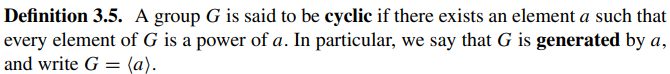 Definition 3.5. A group G is said to be cyclic if there exists an element a such that
every element of G is a power of a. In particular, we say that G is generated by a,
and write G = ⟨a⟩.